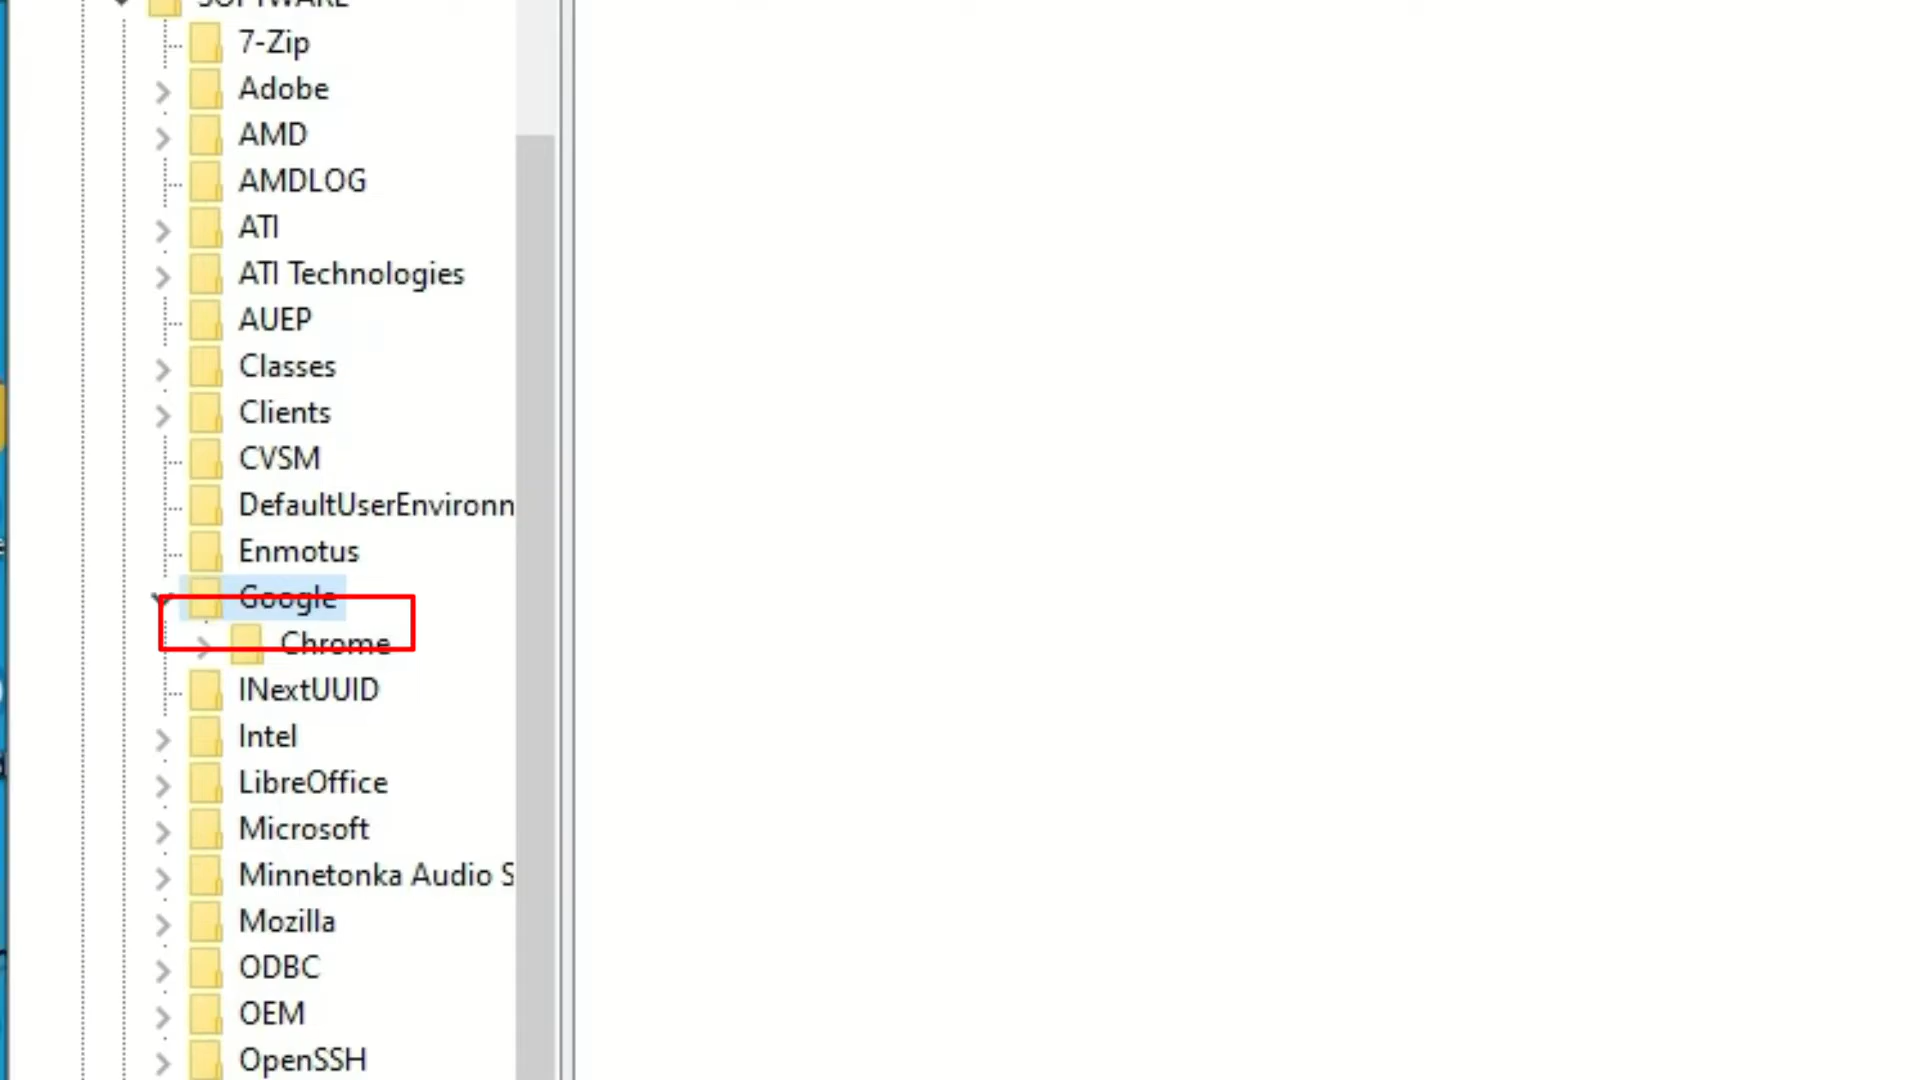 SOFTWARE
7-Zip
Adobe
AMD
AMDLOG
ATI
ATI Technologies
AUEP
Classes
Clients
CVSM
DefaultUserEnvironn
Enmotus
Google
Chrome
INextUUID
Intel
LibreOffice
Microsoft
Minnetonka Audio S
Mozilla
ODBC
OEM
OpenSSH